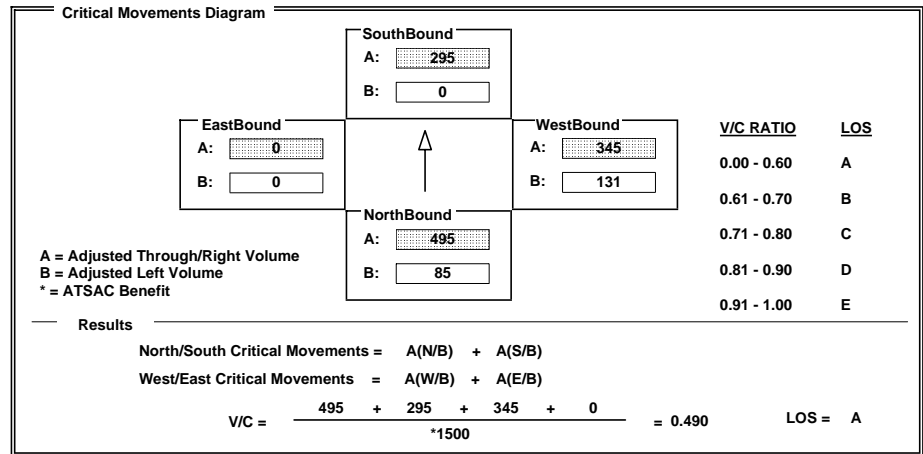 Critical Movements Diagram
SouthBound
A: 295
B: 0
EastBound
A: 0
B: 0
WestBound
A: 345
B: 131
NorthBound
A: 495
B: 85
V/C RATIO LOS
0.00 - 0.60 A
0.61 - 0.70 B
0.71 - 0.80 C
0.81 - 0.90 D
0.91 - 1.00 E
A = Adjusted Through/Right Volume
B = Adjusted Left Volume
* = ATSAC Benefit
Results
North/South Critical Movements = A(N/B) + A(S/B)
West/East Critical Movements = A(W/B) + A(E/B)
495 + 295 + 345 + 0
V/C = = 0.490 LOS = A
*1500